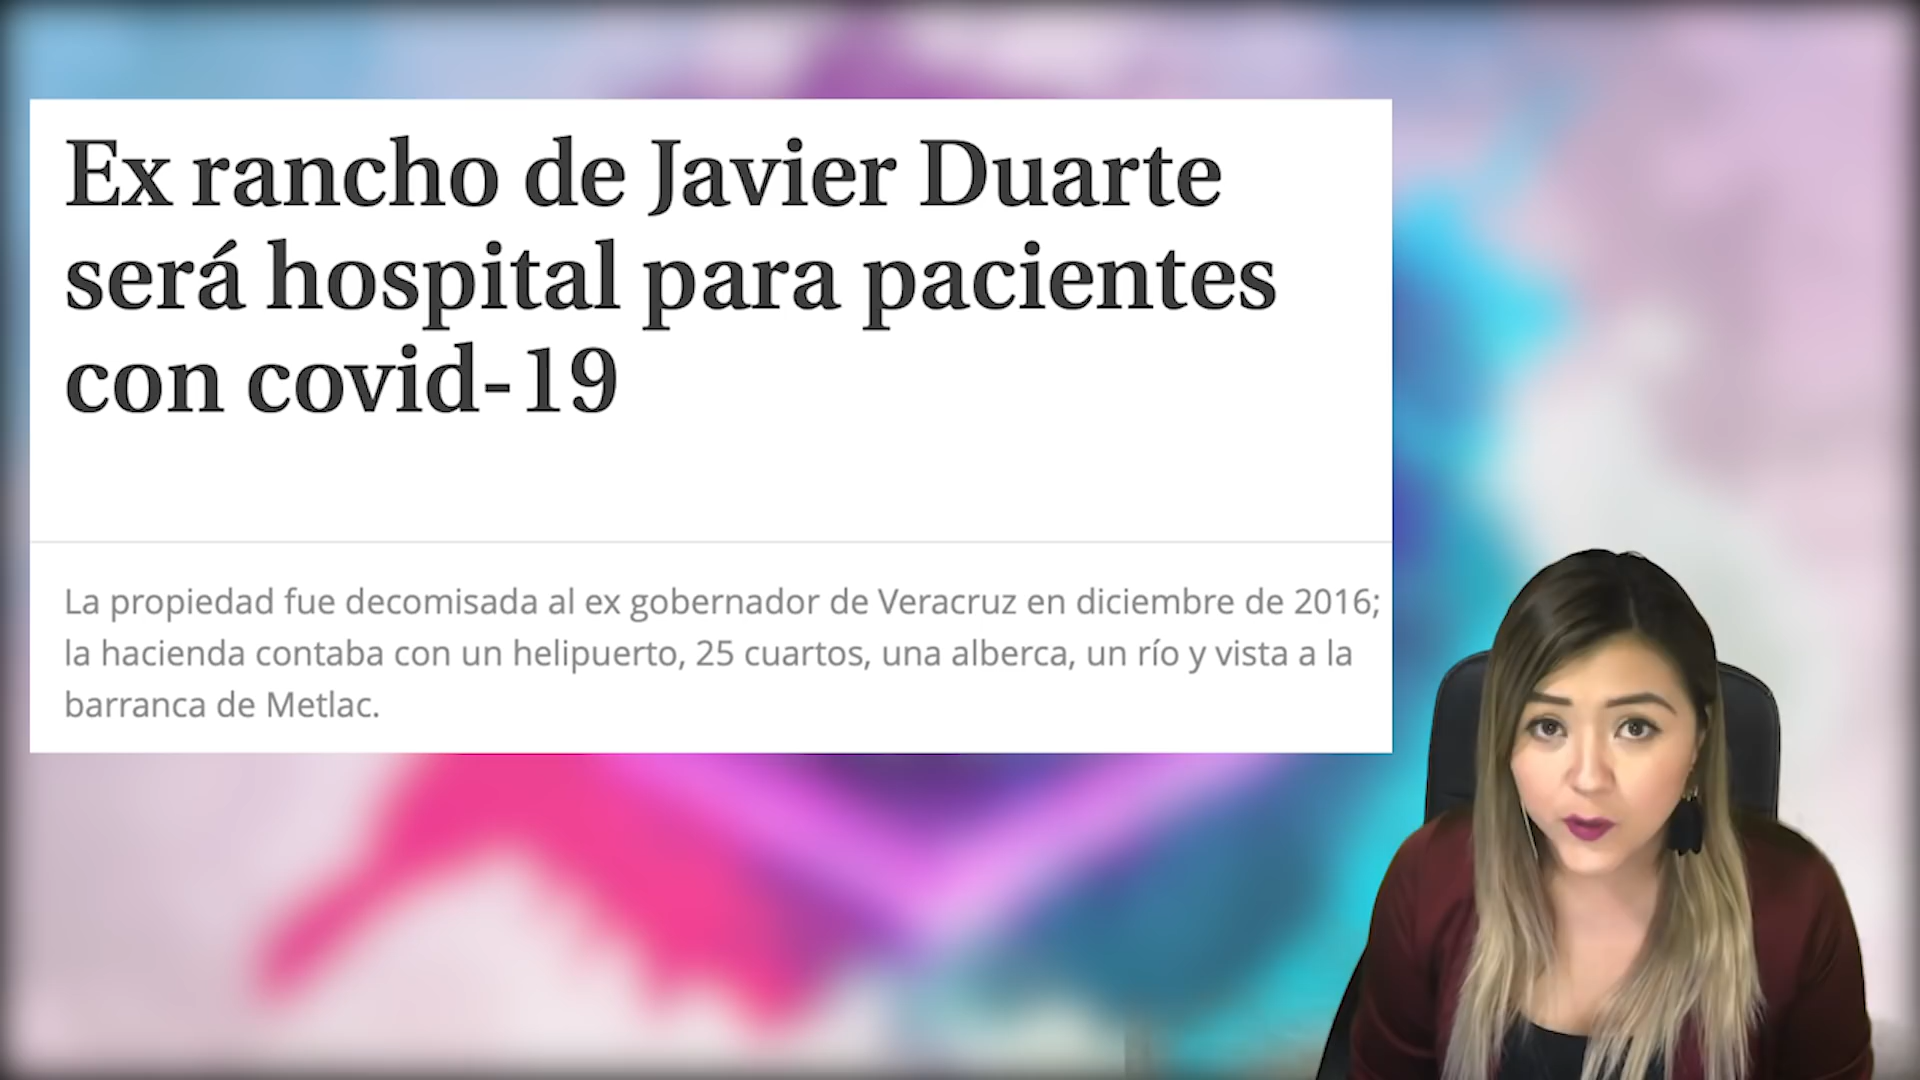 Ex rancho de Javier Duarte
será hospital para pacientes
con covid-19
La propiedad fue decomisada al ex gobernador de Veracruz en diciembre de 2016;
la hacienda contaba con un helipuerto, 25 cuartos, una alberca, un río y vista a la
barranca de Metlac.